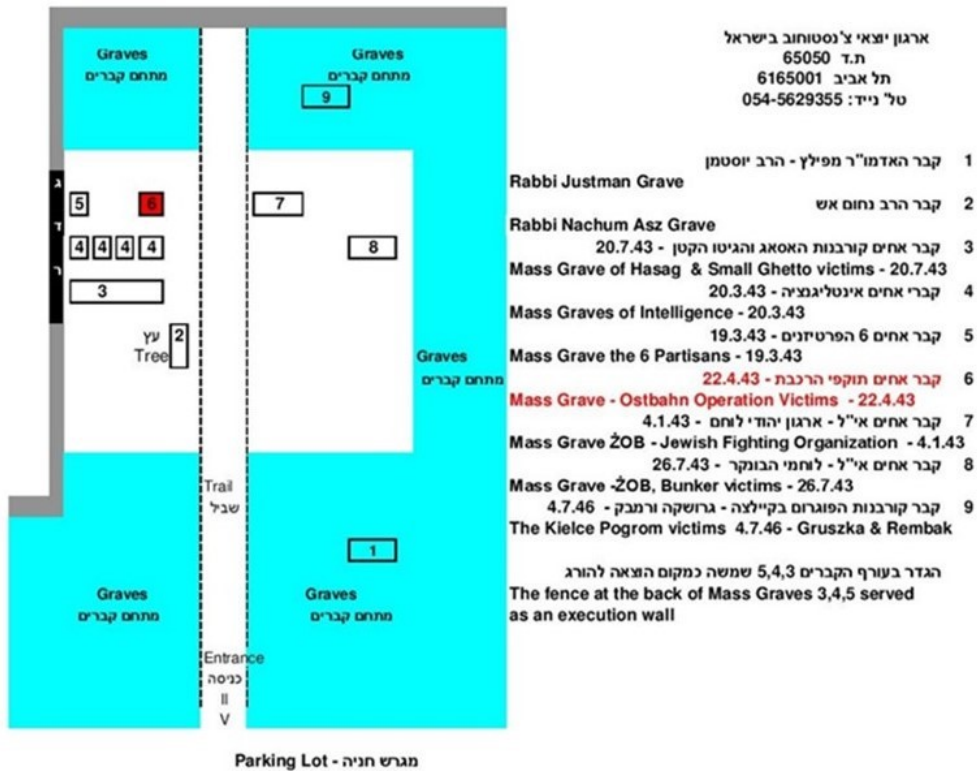 Graves
מתחם קברים
Graves
מתחם קברים
9
ג
ד
ר
5
6
7
4
4
4
4
8
3
2
עץ
Tree
Graves
מתחם קברים
Trail
שביל
1
Graves
מתחם קברים
Graves
מתחם קברים
Entrance
כניסה
II
V
Parking Lot - מגרש חניה
ארגון יוצאי צ'נסטוחוב בישראל
ת.ד 65050
תל אביב 6165001
טל' נייד: 054-5629355
1 קבר האדמו"ר מפילץ - הרב יוסטמן
Rabbi Justman Grave
2 קבר הרב נחום אש
Rabbi Nachum Asz Grave
3 קבר אחים קורבנות האסאג והגיטו הקטן - 20.7.43
Mass Grave of Hasag & Small Ghetto victims - 20.7.43
4 קברי אחים אינטליגנציה - 20.3.43
Mass Graves of Intelligence - 20.3.43
5 קבר אחים 6 הפרטיזנים - 19.3.43
Mass Grave the 6 Partisans - 19.3.43
6 קבר אחים תוקפי הרכבת - 22.4.43
Mass Grave - Ostbahn Operation Victims - 22.4.43
7 קבר אחים אי"ל - ארגון יהודי לוחם - 4.1.43
Mass Grave ŻOB - Jewish Fighting Organization - 4.1.43
8 קבר אחים אי"ל - לוחמי הבונקר - 26.7.43
Mass Grave -ŻOB, Bunker victims - 26.7.43
9 קבר קורבנות הפוגרום בקיילצה - גרושקה ורמבק - 4.7.46
The Kielce Pogrom victims 4.7.46 - Gruszka & Rembak
הגדר בעורף הקברים 5,4,3 שמשה כמקום הוצאה להורג
The fence at the back of Mass Graves 3,4,5 served
as an execution wall